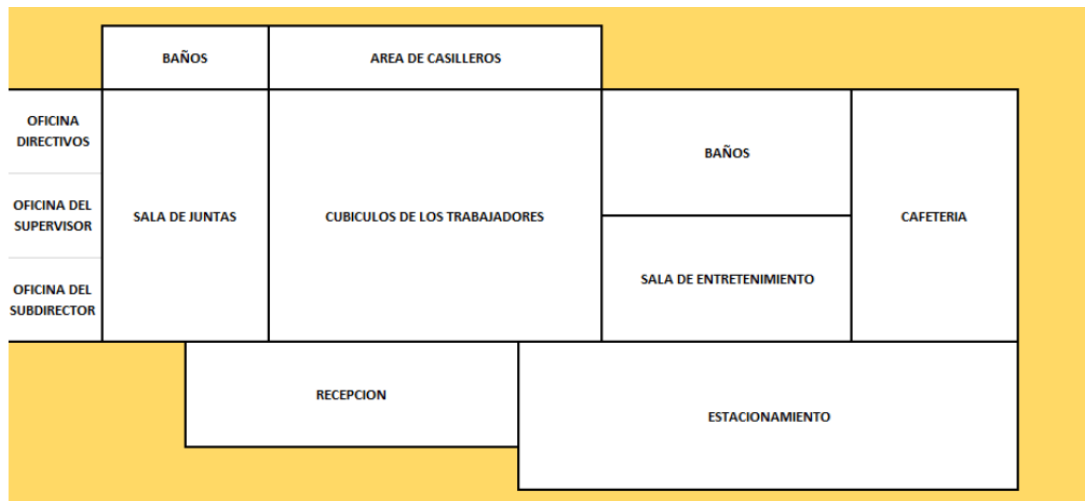 BAÑOS
AREA DE CASILLEROS
OFICINA
DIRECTIVOS
OFICINA DEL
SUPERVISOR
OFICINA DEL
SUBDIRECTOR
SALA DE JUNTAS
CUBICULOS DE LOS TRABAJADORES
BAÑOS
SALA DE ENTRETENIMIENTO
CAFETERIA
RECEPCION
ESTACIONAMIENTO